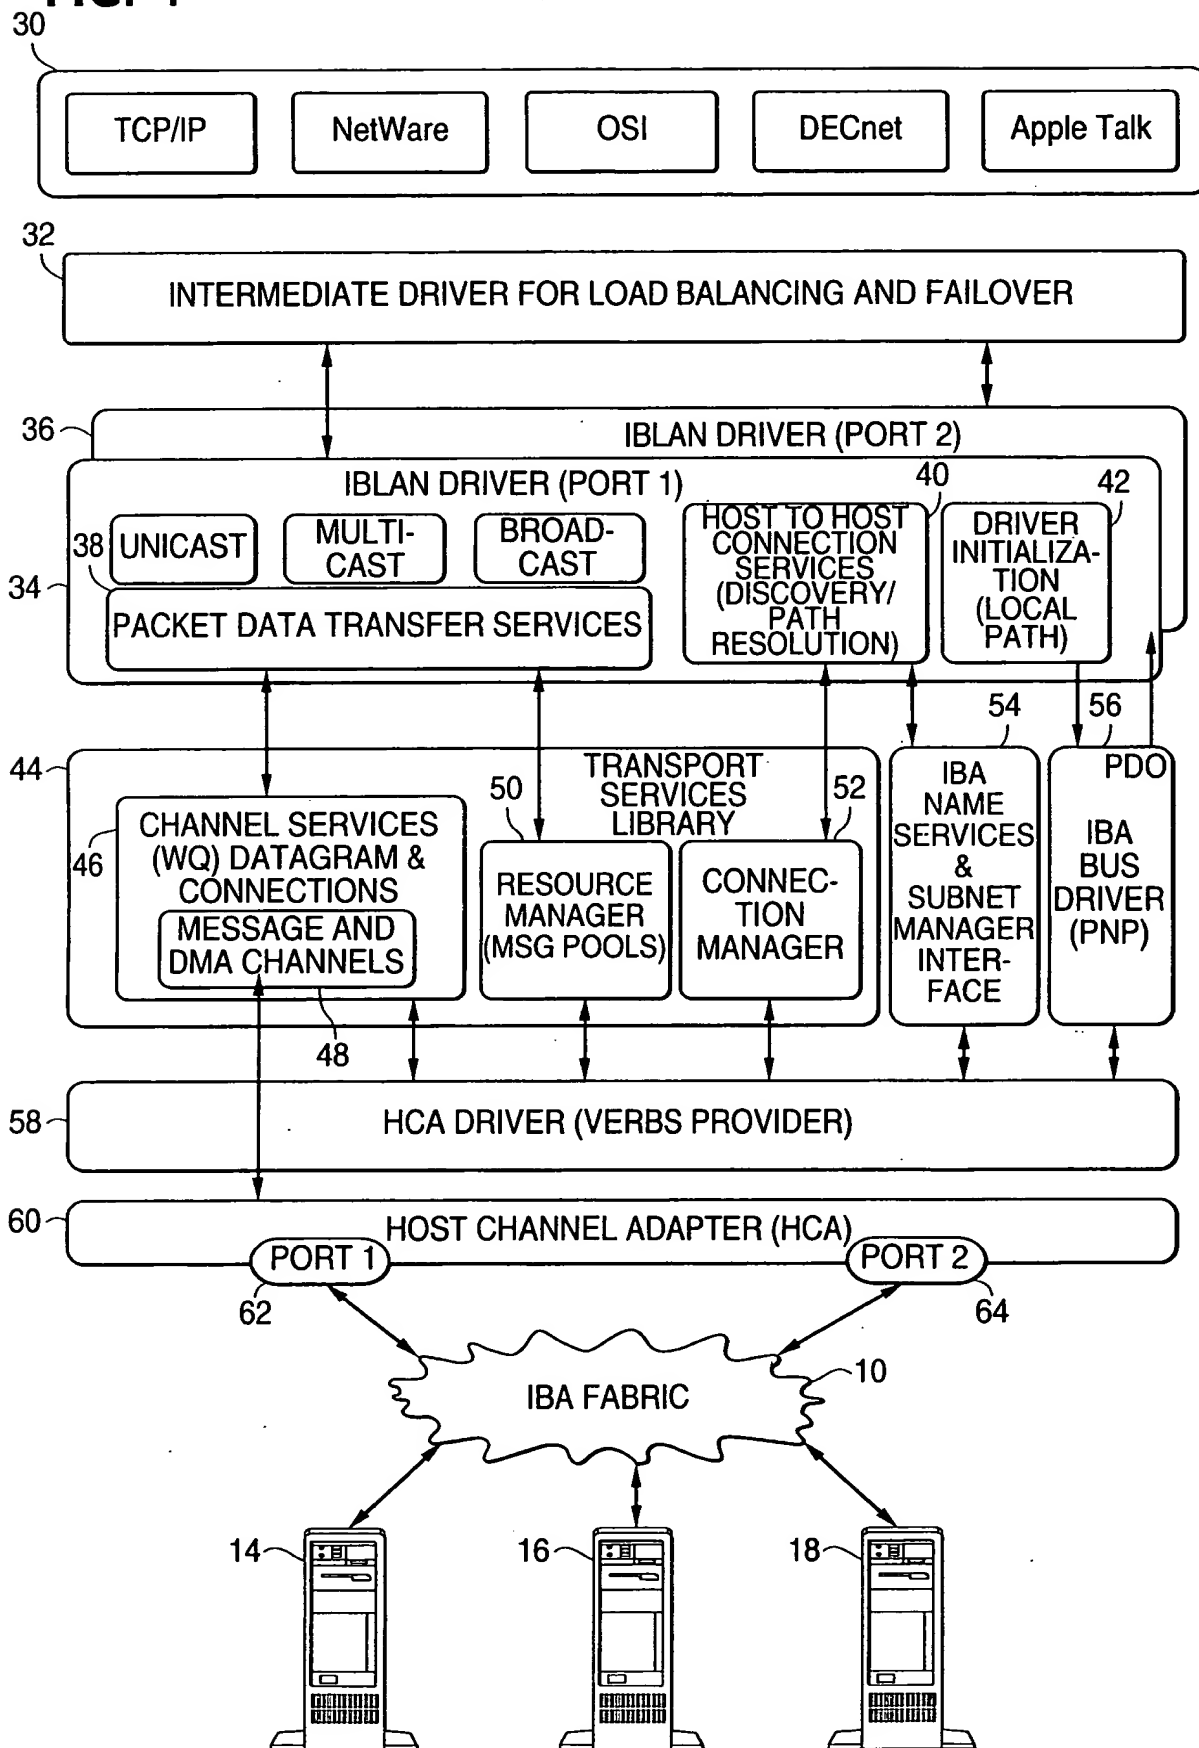 30
TCP/IP
NetWare
OSI
DECnet
Apple Talk
32
INTERMEDIATE DRIVER FOR LOAD BALANCING AND FAILOVER
36
IBLAN DRIVER (PORT 2)
34
IBLAN DRIVER (PORT 1)
40
42
UNICAST
MULTI-
CAST
BROAD-
CAST
38
PACKET DATA TRANSFER SERVICES
HOST TO HOST
CONNECTION
SERVICES
(DISCOVERY/
PATH
RESOLUTION)
DRIVER
INITIALIZA-
TION
(LOCAL
PATH)
44
TRANSPORT
SERVICES
LIBRARY
46
CHANNEL SERVICES
(WQ) DATAGRAM &
CONNECTIONS
MESSAGE AND
DMA CHANNELS
48
50
RESOURCE
MANAGER
(MSG POOLS)
52
CONNEC-
TION
MANAGER
54
IBA
NAME
SERVICES
&
SUBNET
MANAGER
INTER-
FACE
56
PDO
IBA
BUS
DRIVER
(PNP)
58
HCA DRIVER (VERBS PROVIDER)
60
HOST CHANNEL ADAPTER (HCA)
PORT 1
PORT 2
62
64
IBA FABRIC
10
14
16
18